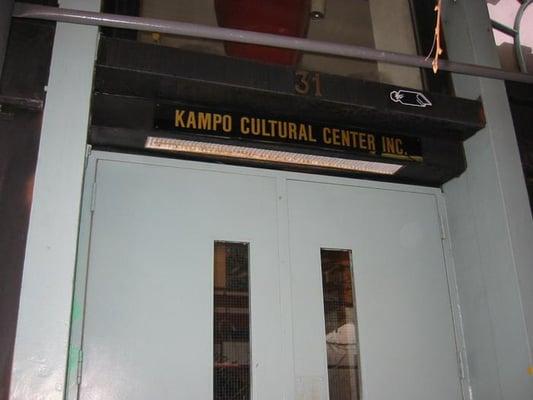 31
KAMPO CULTURAL CENTER INC.